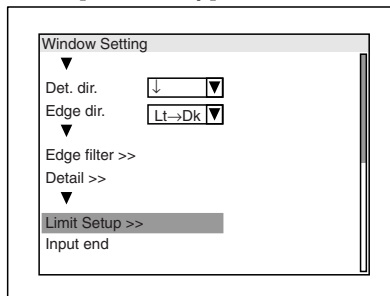 Window Setting
▼
Det. dir. ↓ ▼
Edge dir. Lt→Dk ▼
▼
Edge filter >>
Detail >>
▼
Limit Setup >>
Input end